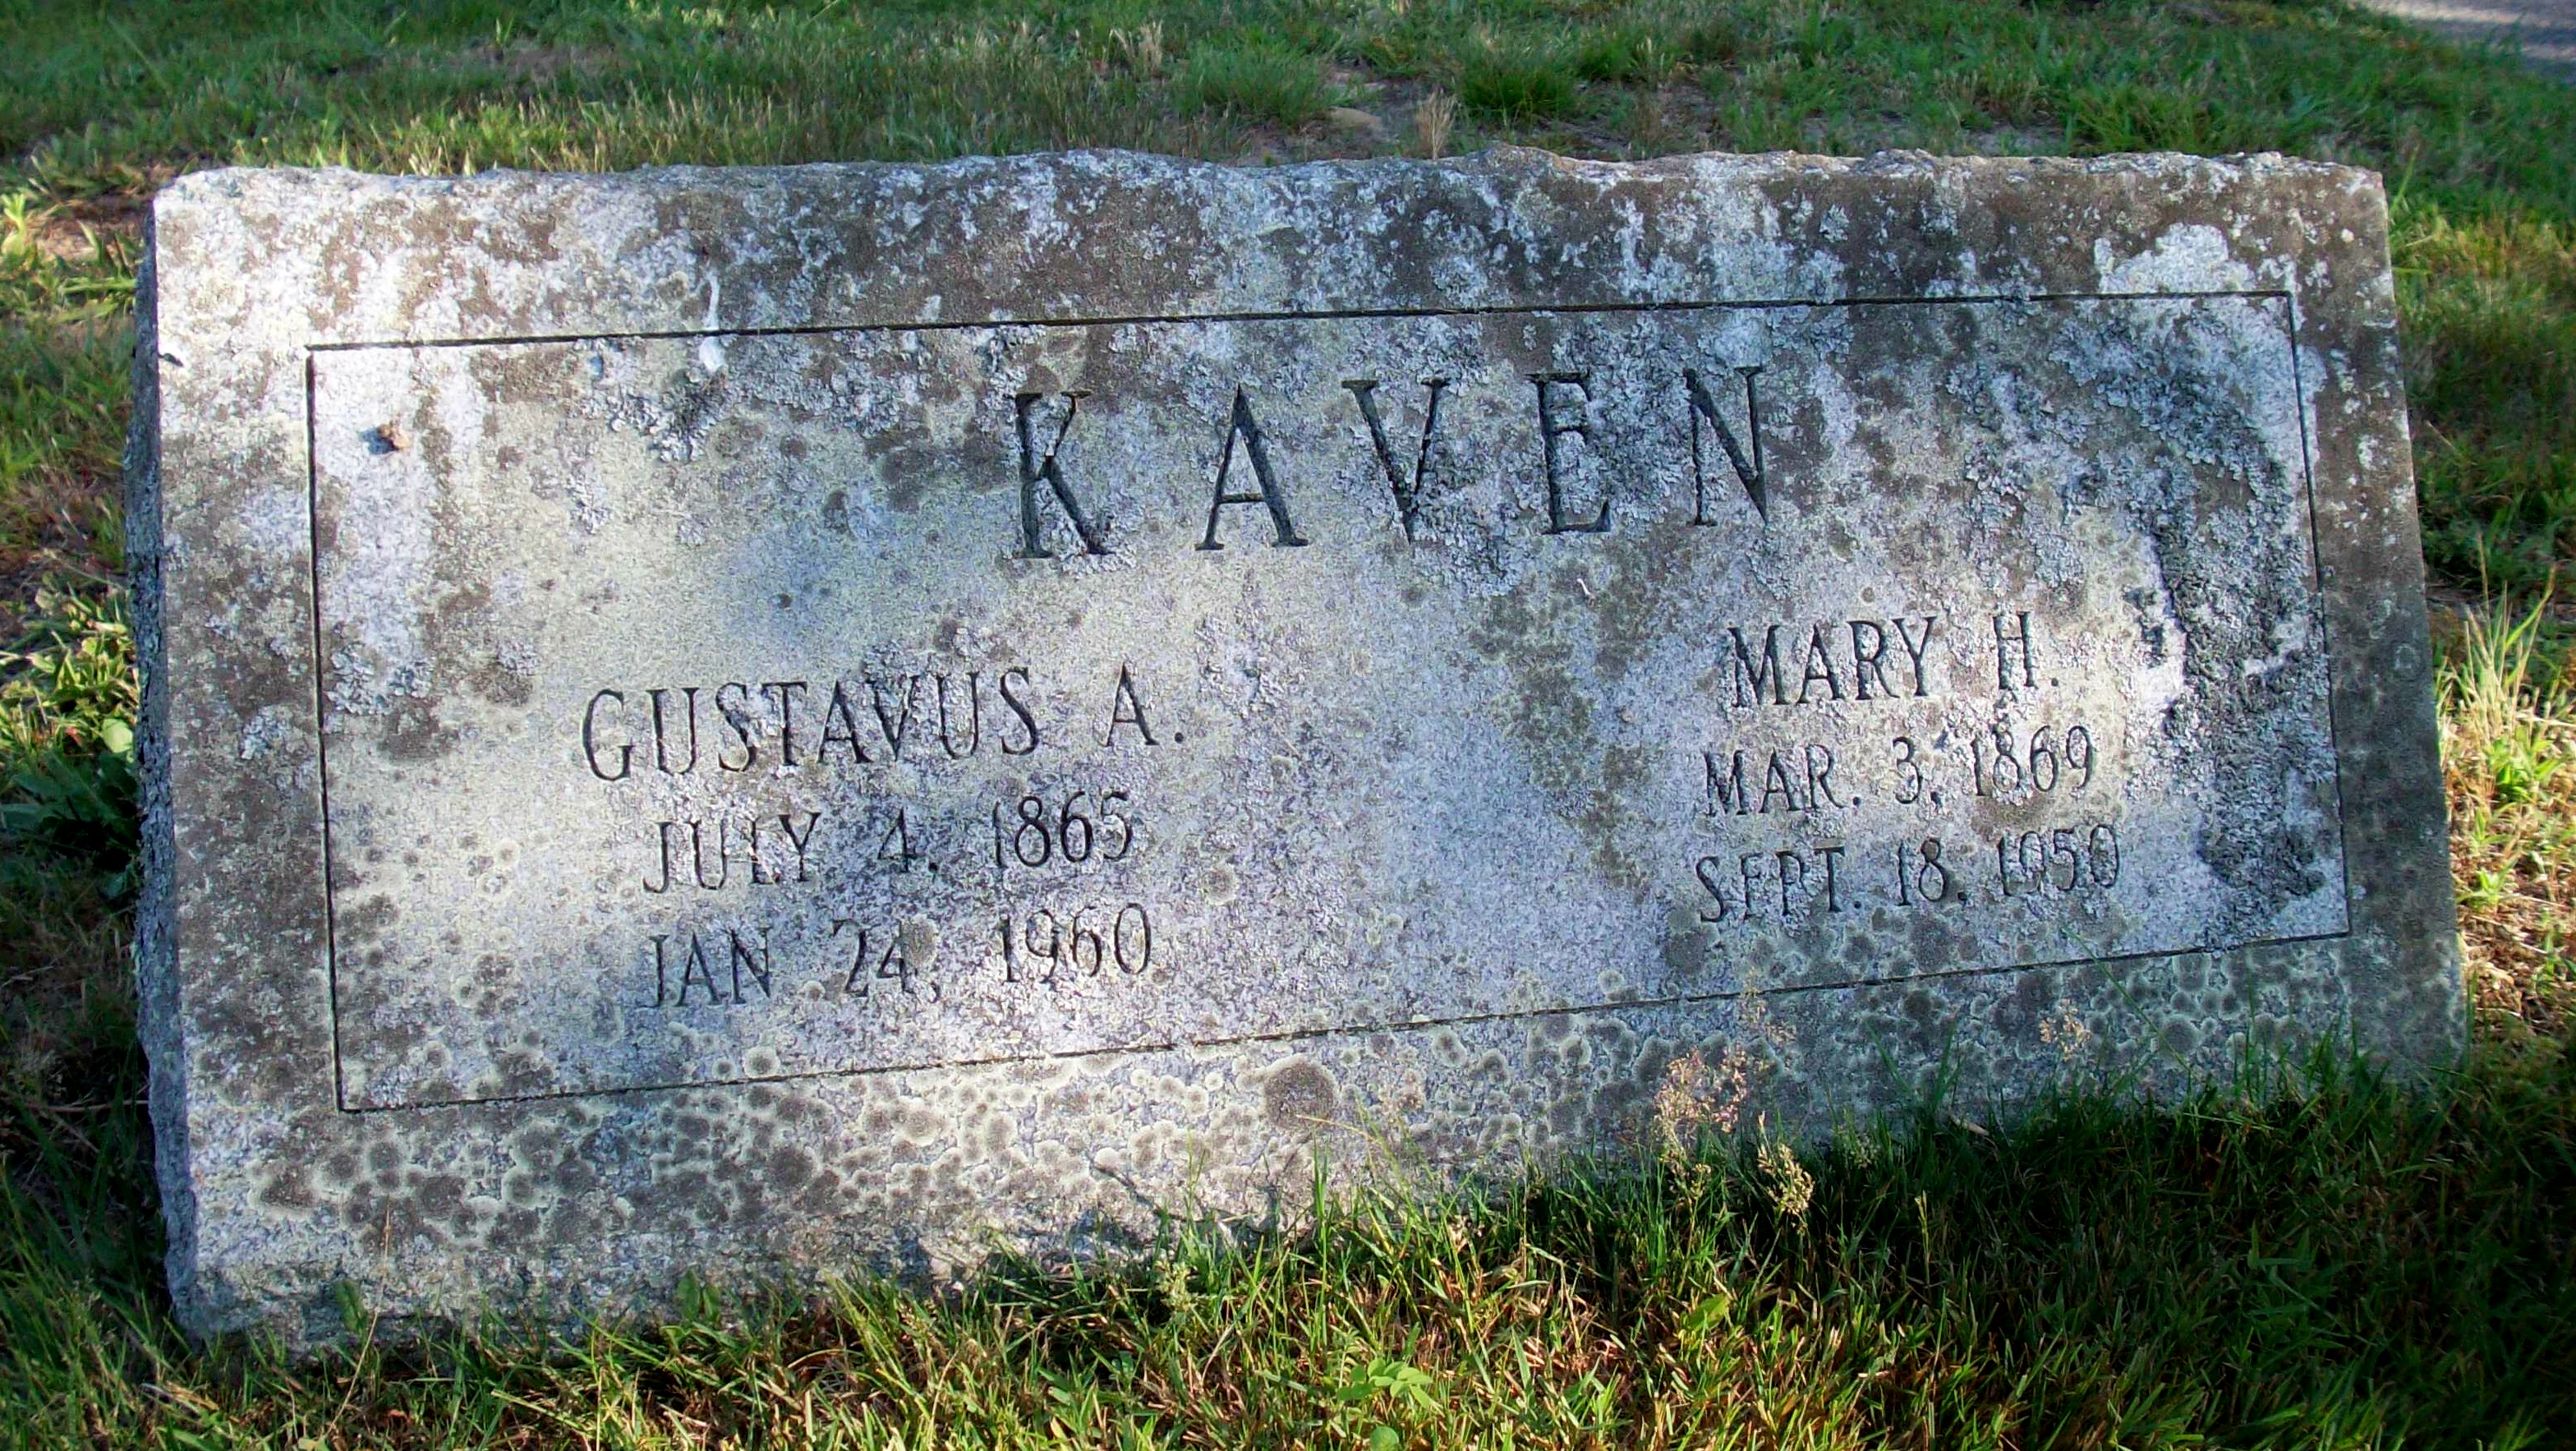 KAVEN
GUSTAVUS A.
JULY 4, 1865
JAN 24, 1960
MARY H.
MAR. 3, 1869
SEPT. 18, 1950